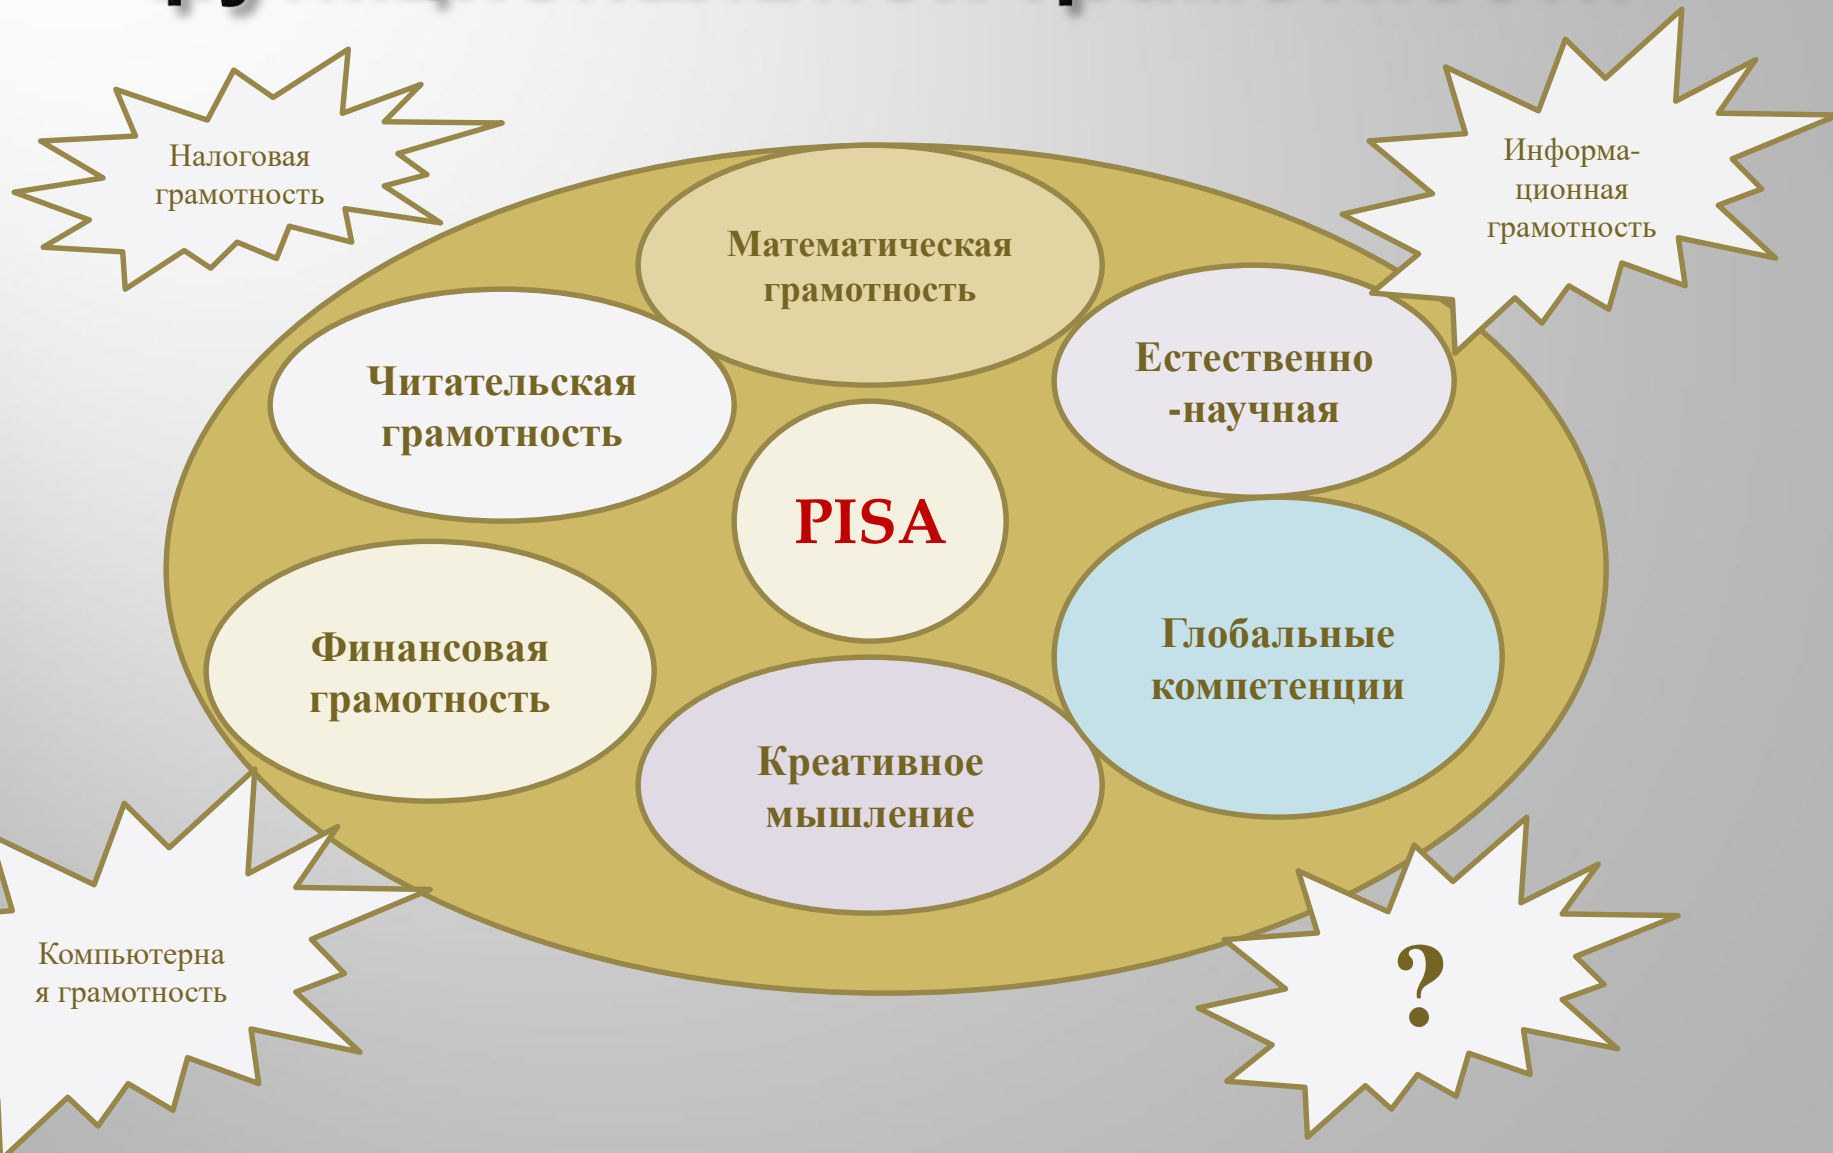 Налоговая
грамотность
Информа-
ционная
грамотность
Математическая
грамотность
Читательская
грамотность
Естественно
-научная
PISA
Финансовая
грамотность
Глобальные
компетенции
Креативное
мышление
Компьютерна
я грамотность
?